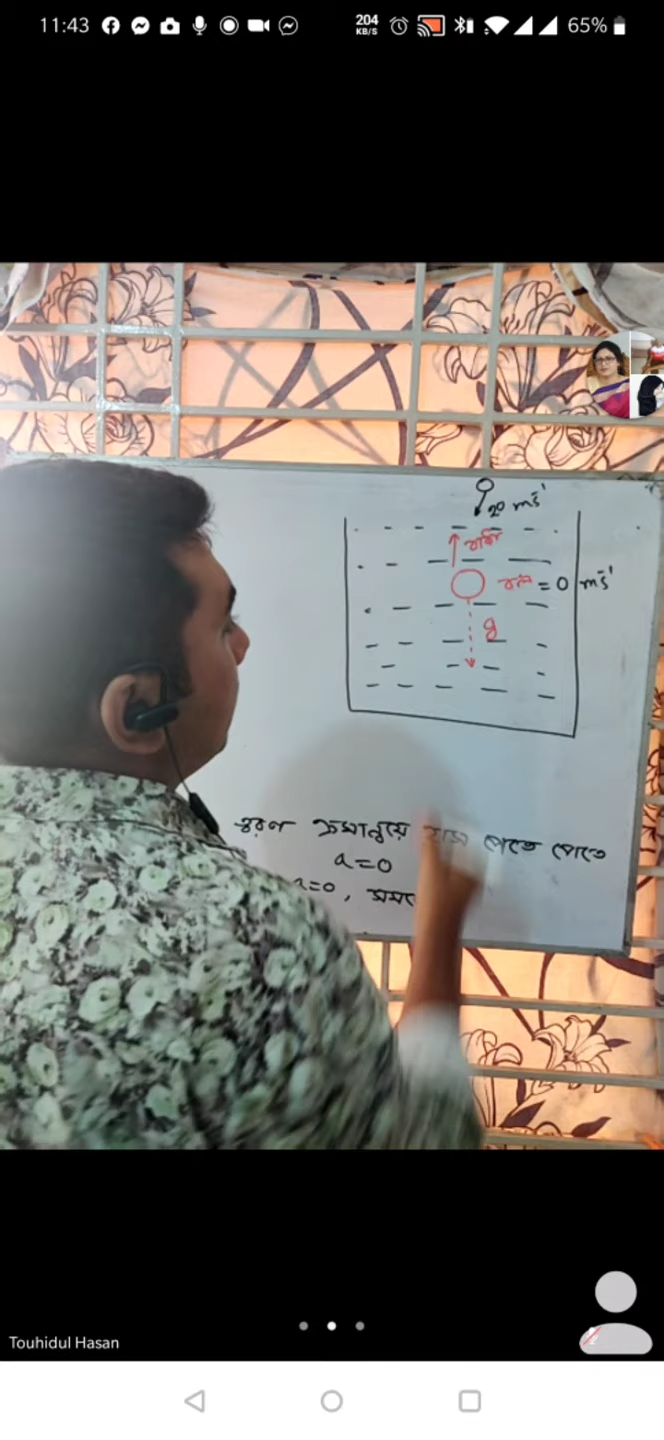 11:43
204 KB/S
65%
20 ms⁻¹
= 0 ms⁻¹
g
ত্বরণ ক্রমান্বয়ে হ্রাস পেতে পেতে
a=0
a=0,
Touhidul Hasan